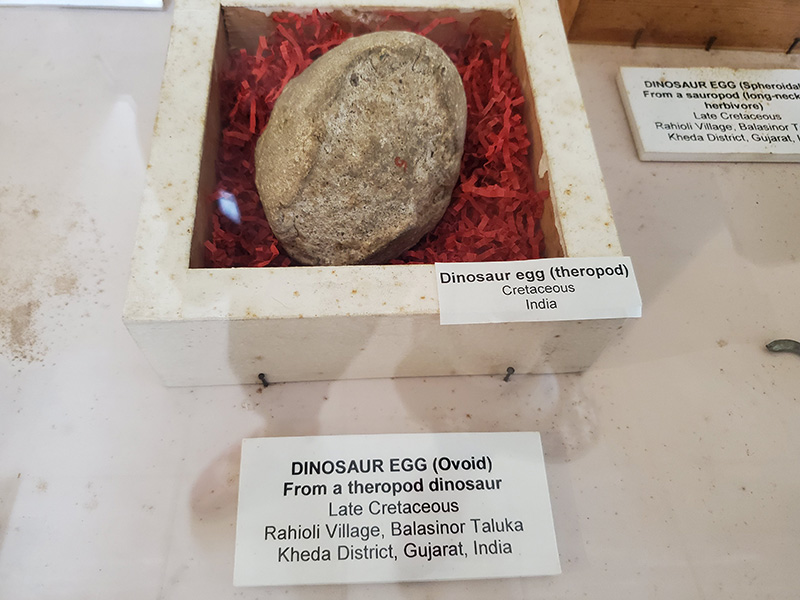 DINOSAUR EGG (Spheroidal
From a sauropod (long-neck
herbivore)
Late Cretaceous
Rahioli Village, Balasinor T
Kheda District, Gujarat, I
Dinosaur egg (theropod)
Cretaceous
India
DINOSAUR EGG (Ovoid)
From a theropod dinosaur
Late Cretaceous
Rahioli Village, Balasinor Taluka
Kheda District, Gujarat, India